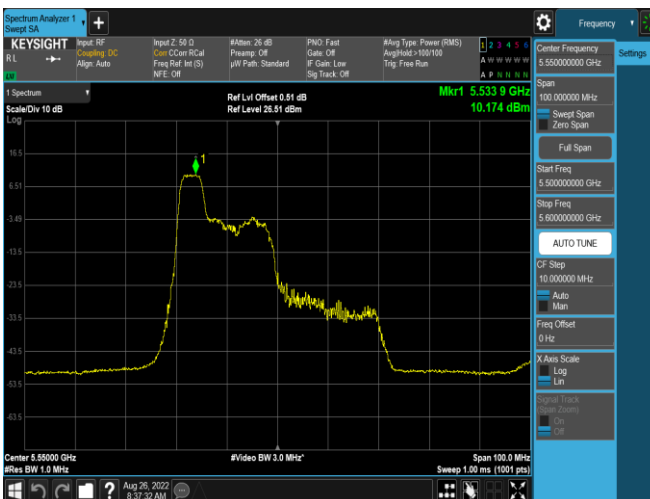 Spectrum Analyzer 1
Swept SA
+
Frequency
KEYSIGHT
RL
LU
Input: RF
Coupling: DC
Align: Auto
Input Z: 50 Ω
Corr CCorr RCal
Freq Ref: Int (S)
NFE: Off
#Atten: 26 dB
Preamp: Off
µW Path: Standard
PNO: Fast
Gate: Off
IF Gain: Low
Sig Track: Off
#Avg Type: Power (RMS)
Avg|Hold:>100/100
Trig: Free Run
1 2 3 4 5 6
A W W W W W
A P N N N N
Settings
Center Frequency
5.550000000 GHz
Span
100.000000 MHz
Swept Span
Zero Span
Full Span
Start Freq
5.500000000 GHz
Stop Freq
5.600000000 GHz
AUTO TUNE
CF Step
10.000000 MHz
Auto
Man
Freq Offset
0 Hz
X Axis Scale
Log
Lin
Signal Track
(Span Zoom)
On
Off
1 Spectrum
Scale/Div 10 dB
Log
Ref Lvl Offset 0.51 dB
Ref Level 26.51 dBm
Mkr1 5.533 9 GHz
10.174 dBm
1
16.5
6.51
-3.49
-13.5
-23.5
-33.5
-43.5
-53.5
-63.5
Center 5.55000 GHz
#Res BW 1.0 MHz
#Video BW 3.0 MHz*
Span 100.0 MHz
Sweep 1.00 ms (1001 pts)
?
Aug 26, 2022
8:37:32 AM